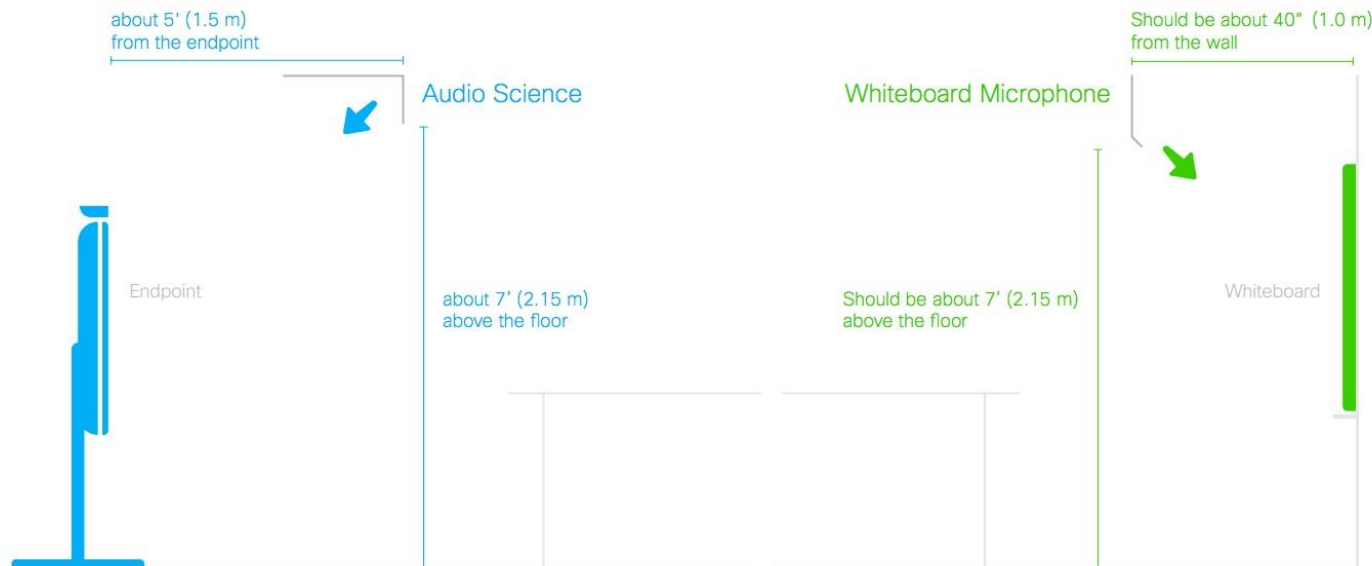 about 5' (1.5 m)
from the endpoint
Should be about 40" (1.0 m)
from the wall
Audio Science
Whiteboard Microphone
Endpoint
about 7' (2.15 m)
above the floor
Should be about 7' (2.15 m)
above the floor
Whiteboard